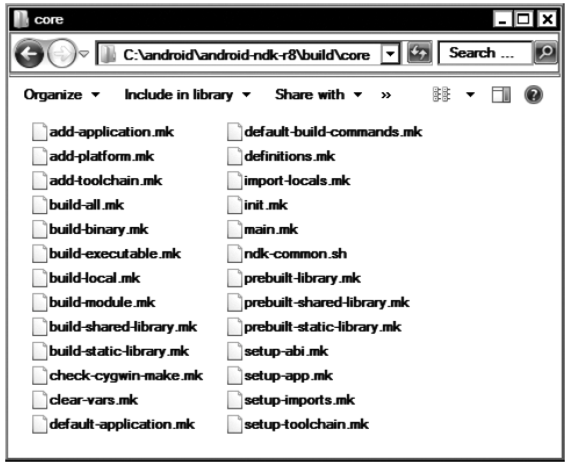 core
C:\android\android-ndk-r8\build\core
Search ...
Organize
Include in library
Share with
»
add-application.mk
add-platform.mk
add-toolchain.mk
build-all.mk
build-binary.mk
build-executable.mk
build-local.mk
build-module.mk
build-shared-library.mk
build-static-library.mk
check-cygwin-make.mk
clear-vars.mk
default-application.mk
default-build-commands.mk
definitions.mk
import-locals.mk
init.mk
main.mk
ndk-common.sh
prebuilt-library.mk
prebuilt-shared-library.mk
prebuilt-static-library.mk
setup-abi.mk
setup-app.mk
setup-imports.mk
setup-toolchain.mk